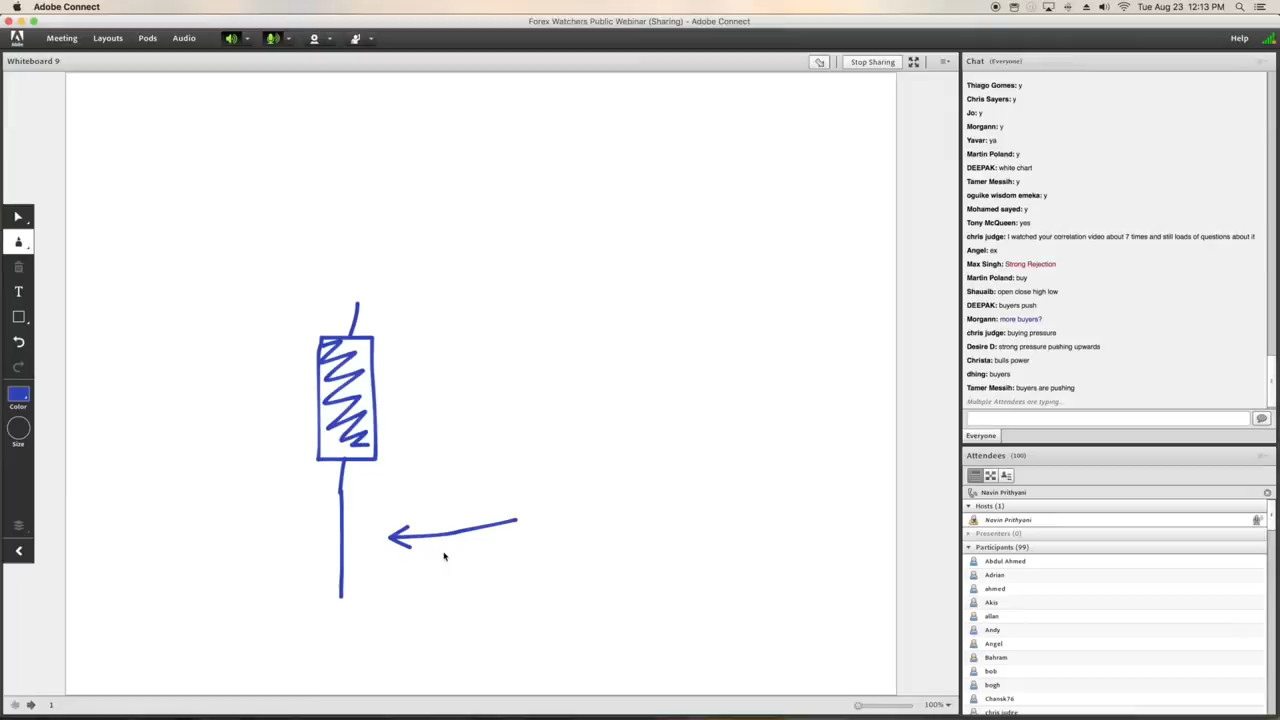 Adobe Connect
Tue Aug 23 12:13 PM
Forex Watchers Public Webinar (Sharing) - Adobe Connect
Adobe
Meeting Layouts Pods Audio
Help
Whiteboard 9
Stop Sharing
T
Color
Size
1
100%
Chat (Everyone)
Thiago Gomes: y
Chris Sayers: y
Jo: y
Morgann: y
Yavar: ya
Martin Poland: y
DEEPAK: white chart
Tamer Messih: y
oguike wisdom emeka: y
Mohamed sayed: y
Tony McQueen: yes
chris judge: I watched your correlation video about 7 times and still loads of questions about it
Angel: ex
Max Singh: Strong Rejection
Martin Poland: buy
Shauaib: open close high low
DEEPAK: buyers push
Morgann: more buyers?
chris judge: buying pressure
Desire D: strong pressure pushing upwards
Christa: bulls power
dhing: buyers
Tamer Messih: buyers are pushing
Multiple Attendees are typing...
Everyone
Attendees (100)
Navin Prithyani
Hosts (1)
Navin Prithyani
Presenters (0)
Participants (99)
Abdul Ahmed
Adrian
ahmed
Akis
allan
Andy
Angel
Bahram
bob
bogh
Chansk76
chris judge